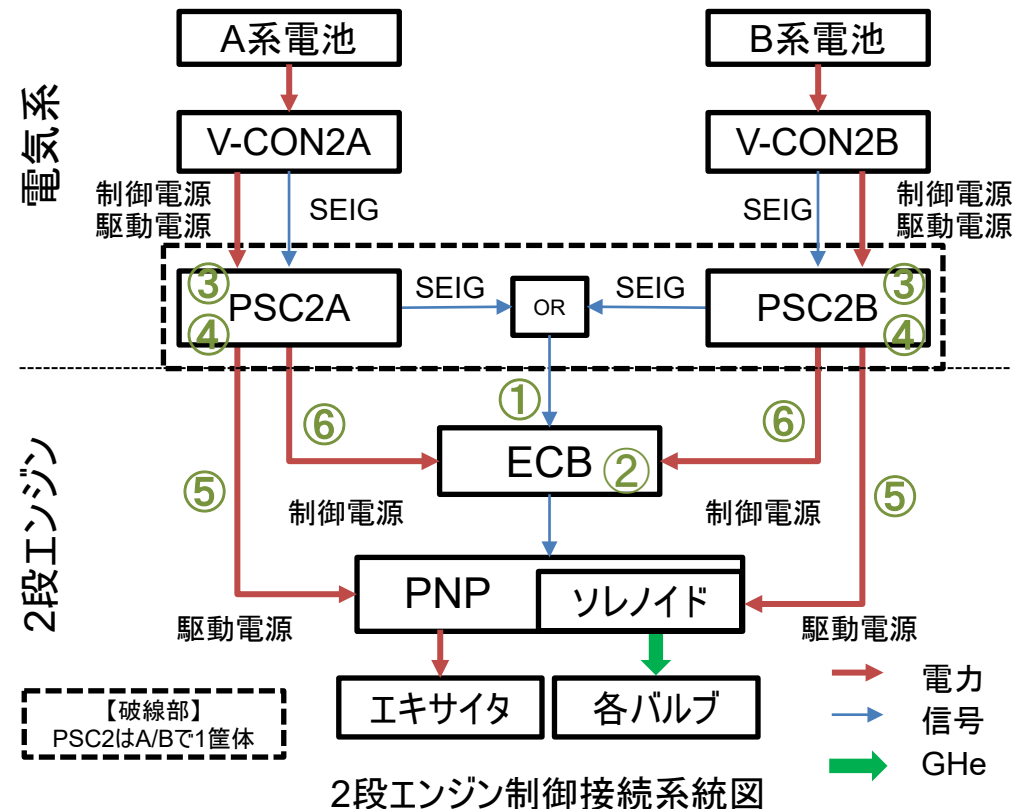 A系電池
B系電池
電気系
V-CON2A
V-CON2B
制御電源
駆動電源
SEIG
SEIG
制御電源
駆動電源
③
PSC2A
④
SEIG
OR
SEIG
③
PSC2B
④
①
⑥
⑥
ECB
②
⑤
⑤
制御電源
制御電源
2段エンジン
PNP
ソレノイド
駆動電源
駆動電源
エキサイタ
各バルブ
電力
信号
GHe
【破線部】
PSC2はA/Bで1筐体
2段エンジン制御接続系統図